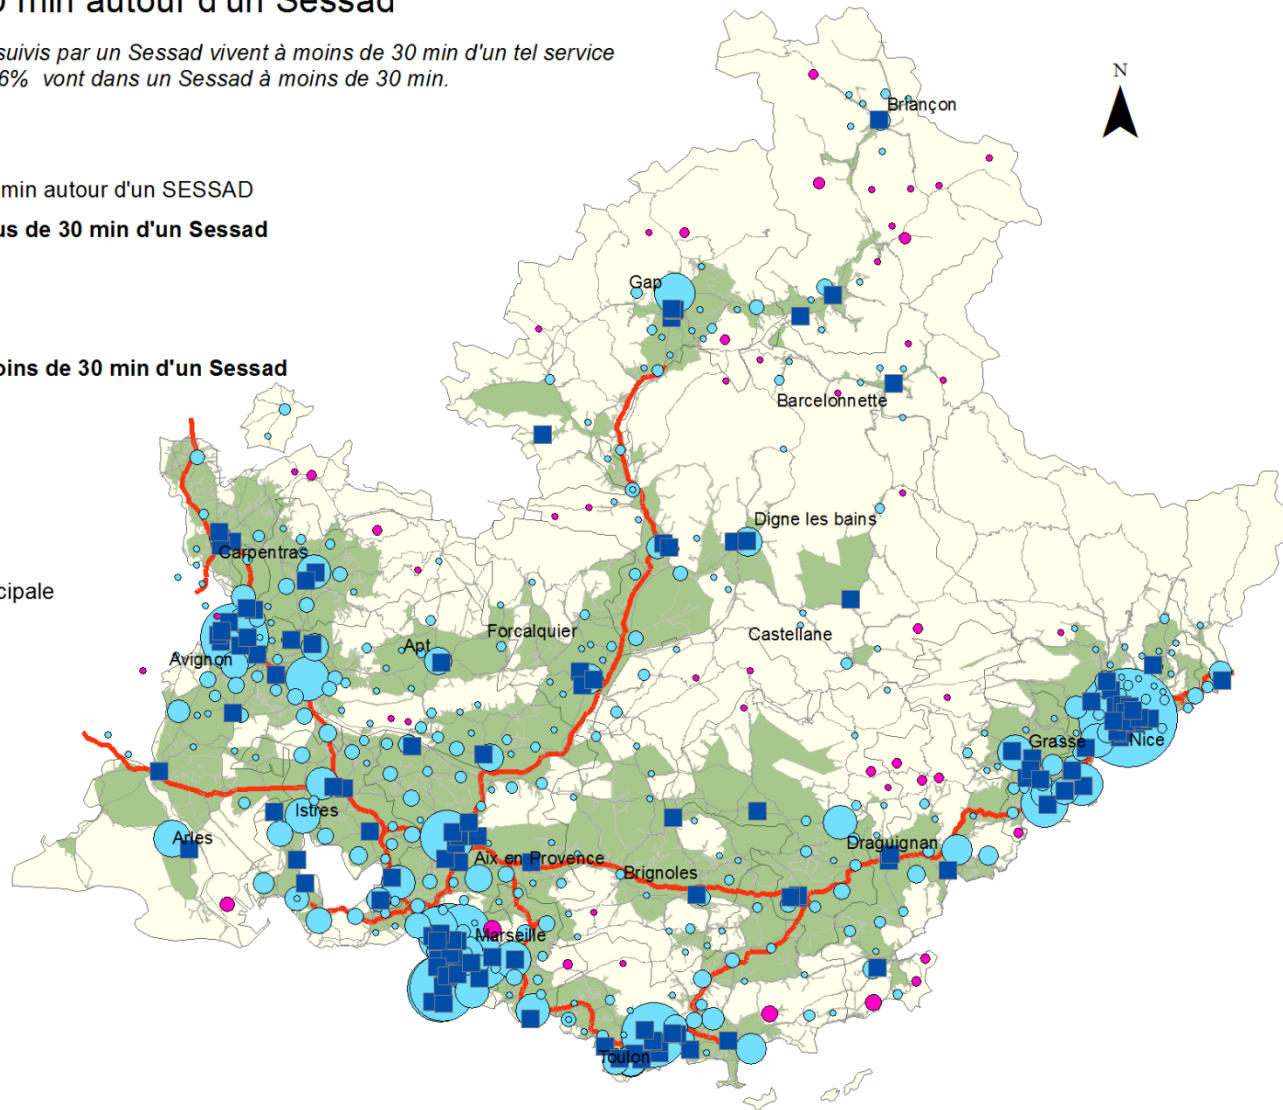 min autour d'un Sessad
suivis par un Sessad vivent à moins de 30 min d'un tel service
6% vont dans un Sessad à moins de 30 min.
N
Briançon
min autour d'un SESSAD
us de 30 min d'un Sessad
Gap
oins de 30 min d'un Sessad
Barcelonnette
Digne les bains
Carpentras
cipale
Forcalquier
Castellane
Apt
Avignon
Grasse
Nice
Istres
Arles
Draguignan
Aix en Provence
Brignoles
Marseille
Toulon